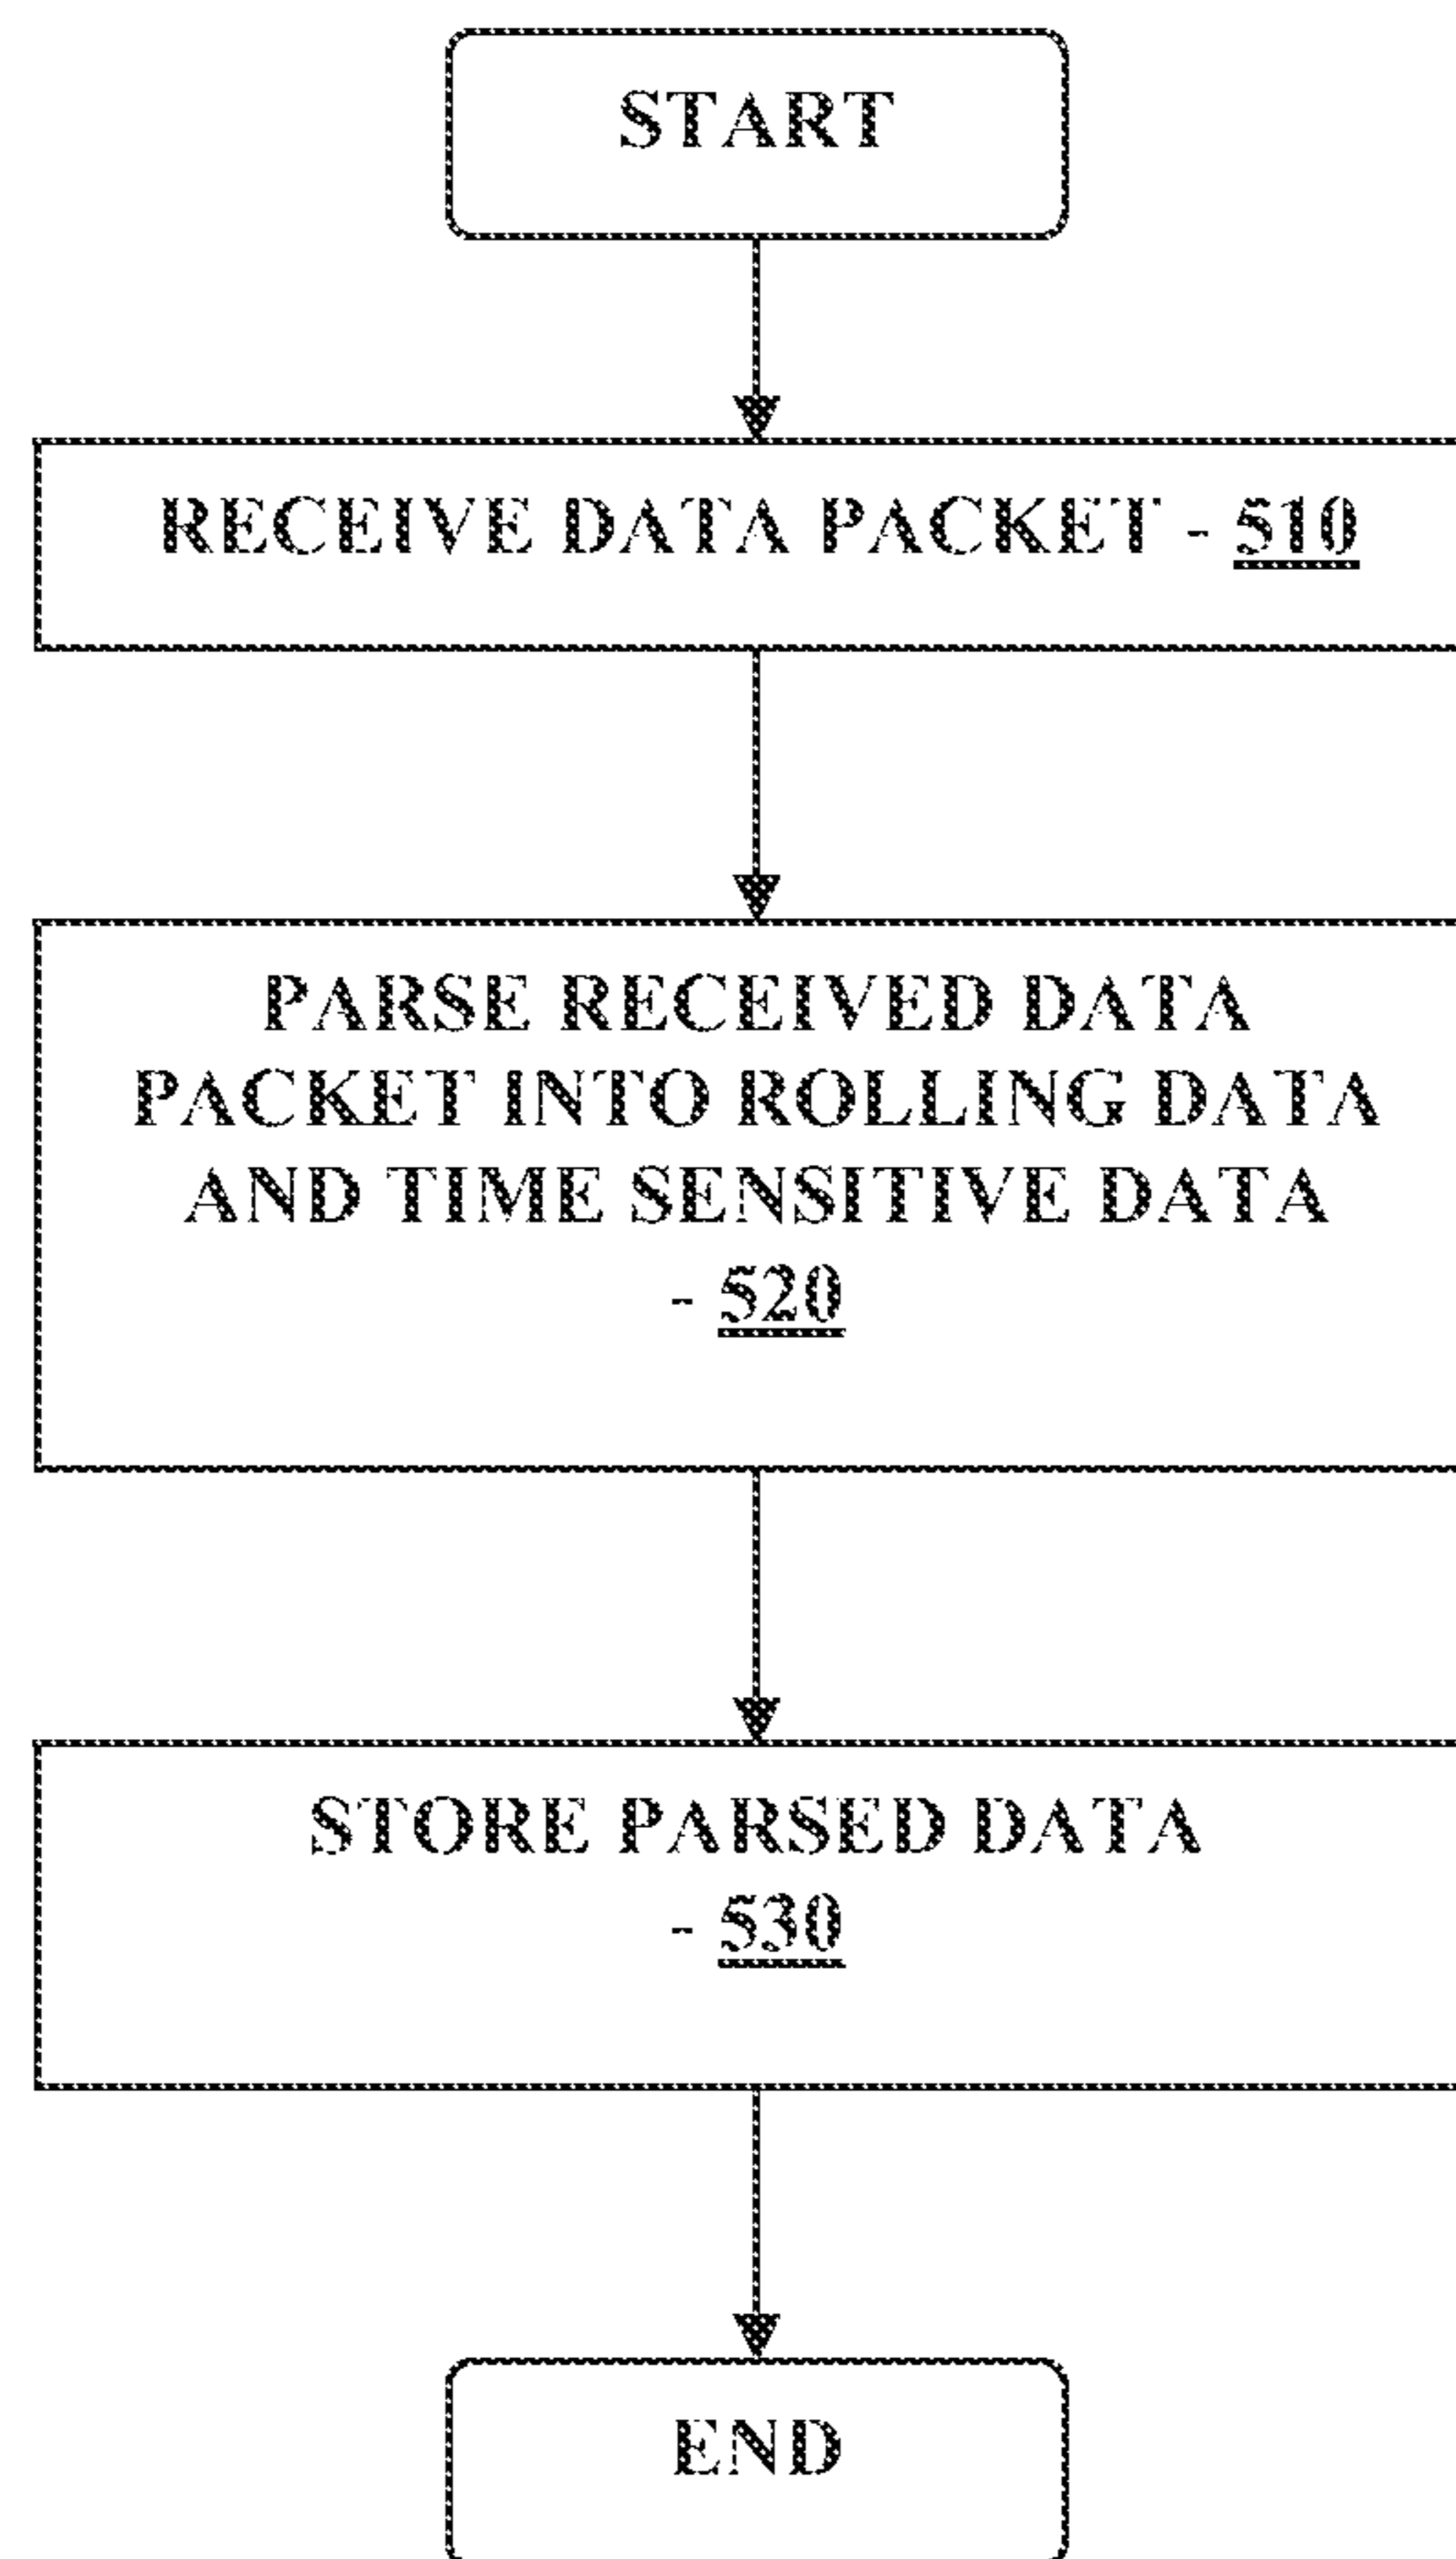 START
RECEIVE DATA PACKET - 510
PARSE RECEIVED DATA
PACKET INTO ROLLING DATA
AND TIME SENSITIVE DATA
- 520
STORE PARSED DATA
- 530
END